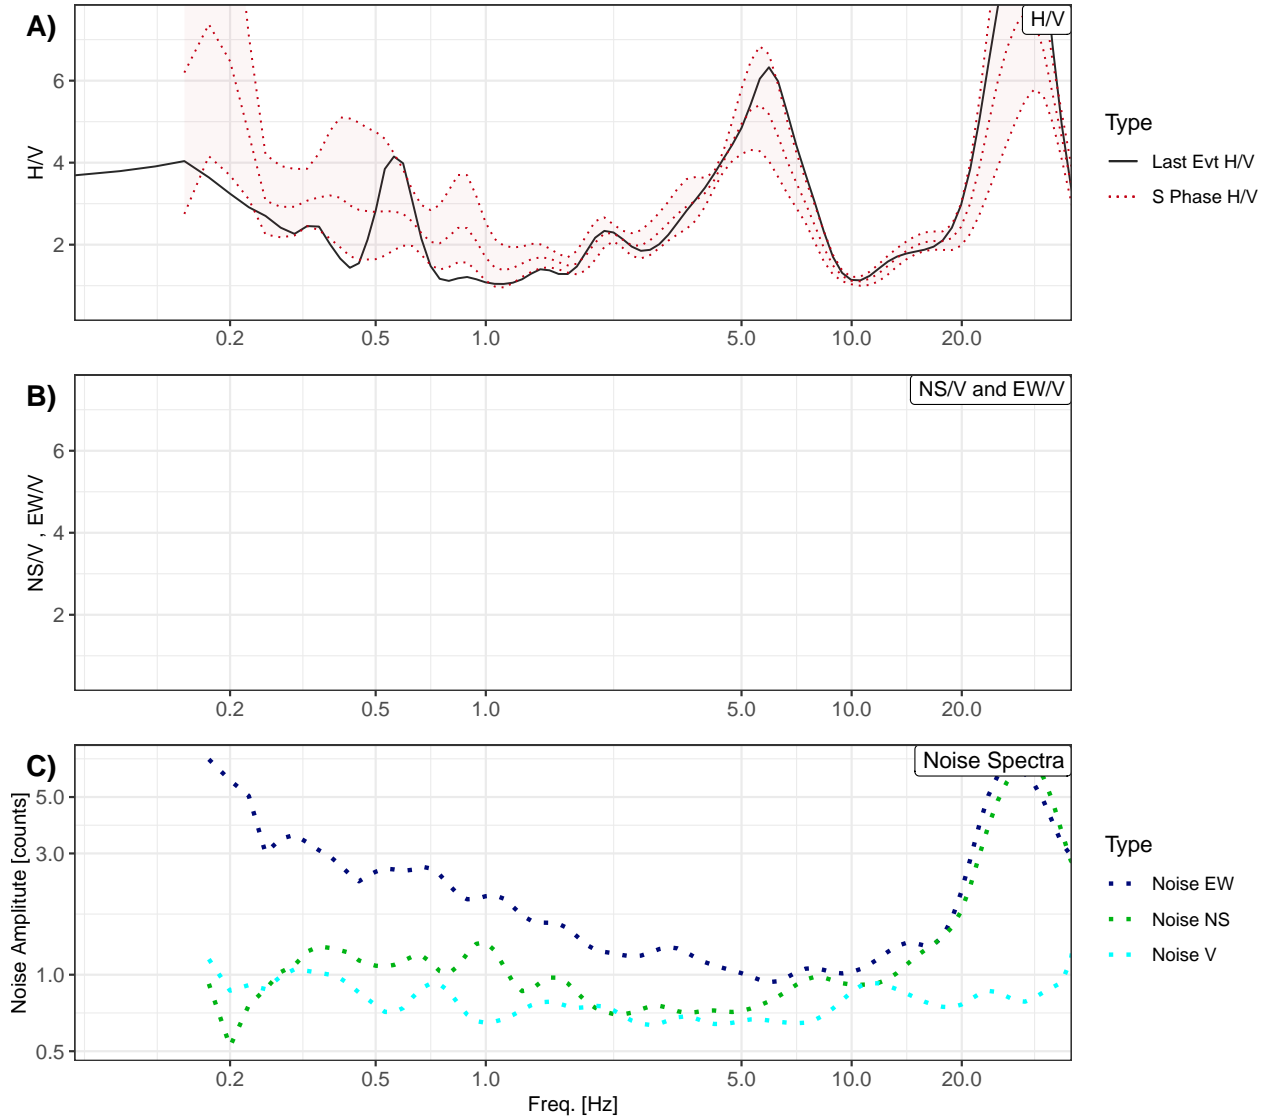 A)
H/V
H/V
6
4
2
0.2 0.5 1.0 5.0 10.0 20.0
Type
Last Evt H/V
S Phase H/V
B)
NS/V and EW/V
NS/V , EW/V
6
4
2
0.2 0.5 1.0 5.0 10.0 20.0
C)
Noise Spectra
Noise Amplitude [counts]
5.0
3.0
1.0
0.5
0.2 0.5 1.0 5.0 10.0 20.0
Freq. [Hz]
Type
Noise EW
Noise NS
Noise V